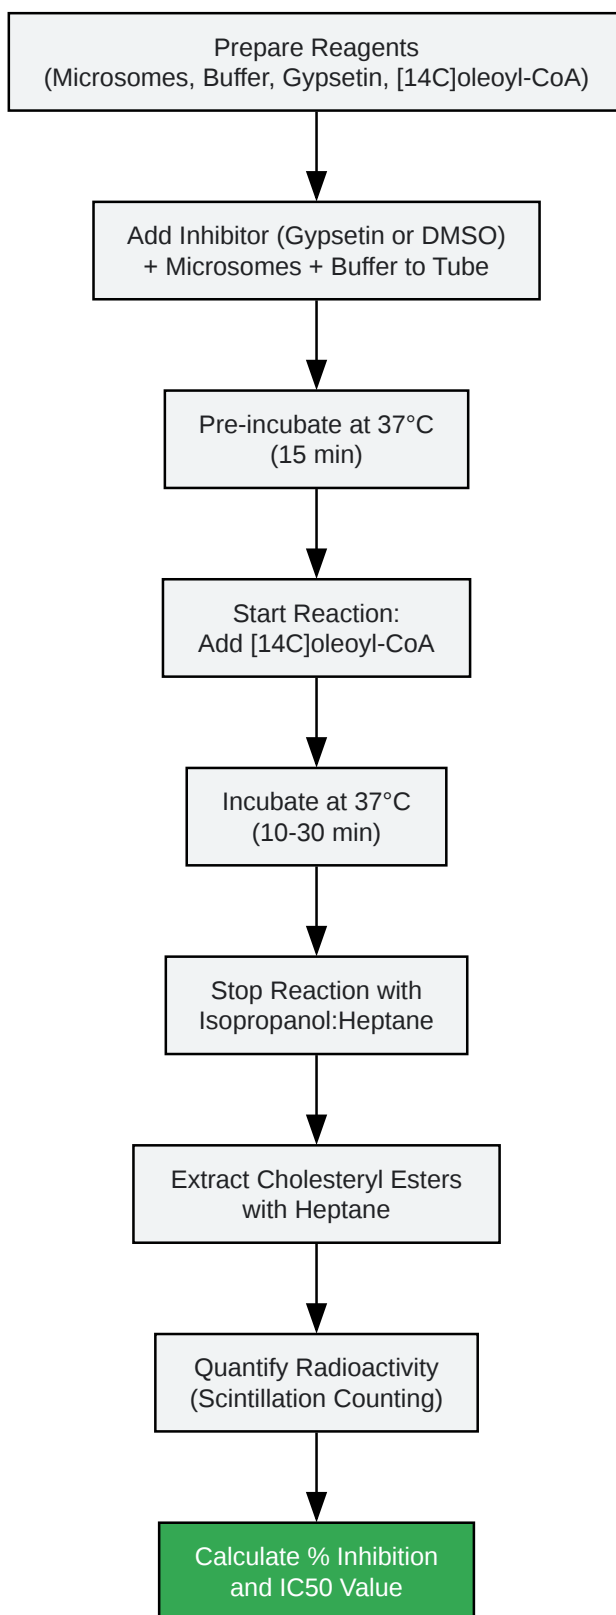 Prepare Reagents
(Microsomes, Buffer, Gypsetin, [14C]oleoyl-CoA)
Add Inhibitor (Gypsetin or DMSO)
+ Microsomes + Buffer to Tube
Pre-incubate at 37°C
(15 min)
Start Reaction:
Add [14C]oleoyl-CoA
Incubate at 37°C
(10-30 min)
Stop Reaction with
Isopropanol:Heptane
Extract Cholesteryl Esters
with Heptane
Quantify Radioactivity
(Scintillation Counting)
Calculate % Inhibition
and IC50 Value